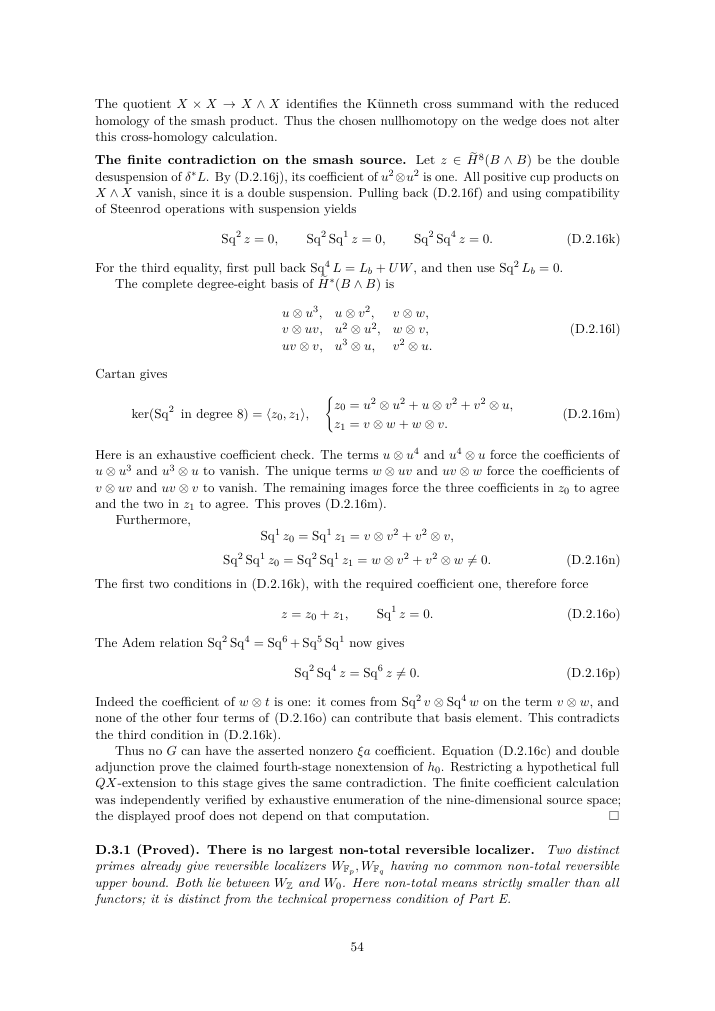 The quotient X × X → X ∧ X identifies the Künneth cross summand with the reduced
homology of the smash product. Thus the chosen nullhomotopy on the wedge does not alter
this cross-homology calculation.
The finite contradiction on the smash source. Let z ∈ H̃⁸(B ∧ B) be the double
desuspension of δ*L. By (D.2.16j), its coefficient of u²⊗u² is one. All positive cup products on
X ∧ X vanish, since it is a double suspension. Pulling back (D.2.16f) and using compatibility
of Steenrod operations with suspension yields
Sq² z = 0, Sq² Sq¹ z = 0, Sq² Sq⁴ z = 0. (D.2.16k)
For the third equality, first pull back Sq⁴ L = L_b + UW, and then use Sq² L_b = 0.
The complete degree-eight basis of H̃*(B ∧ B) is
u ⊗ u³, u ⊗ v², v ⊗ w,
v ⊗ uv, u² ⊗ u², w ⊗ v, (D.2.16l)
uv ⊗ v, u³ ⊗ u, v² ⊗ u.
Cartan gives
ker(Sq² in degree 8) = ⟨z₀, z₁⟩, { z₀ = u² ⊗ u² + u ⊗ v² + v² ⊗ u, (D.2.16m)
z₁ = v ⊗ w + w ⊗ v.
Here is an exhaustive coefficient check. The terms u ⊗ u⁴ and u⁴ ⊗ u force the coefficients of
u ⊗ u³ and u³ ⊗ u to vanish. The unique terms w ⊗ uv and uv ⊗ w force the coefficients of
v ⊗ uv and uv ⊗ v to vanish. The remaining images force the three coefficients in z₀ to agree
and the two in z₁ to agree. This proves (D.2.16m).
Furthermore,
Sq¹ z₀ = Sq¹ z₁ = v ⊗ v² + v² ⊗ v,
Sq² Sq¹ z₀ = Sq² Sq¹ z₁ = w ⊗ v² + v² ⊗ w ≠ 0. (D.2.16n)
The first two conditions in (D.2.16k), with the required coefficient one, therefore force
z = z₀ + z₁, Sq¹ z = 0. (D.2.16o)
The Adem relation Sq² Sq⁴ = Sq⁶ + Sq⁵ Sq¹ now gives
Sq² Sq⁴ z = Sq⁶ z ≠ 0. (D.2.16p)
Indeed the coefficient of w ⊗ t is one: it comes from Sq² v ⊗ Sq⁴ w on the term v ⊗ w, and
none of the other four terms of (D.2.16o) can contribute that basis element. This contradicts
the third condition in (D.2.16k).
Thus no G can have the asserted nonzero ξa coefficient. Equation (D.2.16c) and double
adjunction prove the claimed fourth-stage nonextension of h₀. Restricting a hypothetical full
QX-extension to this stage gives the same contradiction. The finite coefficient calculation
was independently verified by exhaustive enumeration of the nine-dimensional source space;
the displayed proof does not depend on that computation. □
D.3.1 (Proved). There is no largest non-total reversible localizer. Two distinct
primes already give reversible localizers W_{𝔽_p}, W_{𝔽_q} having no common non-total reversible
upper bound. Both lie between W_ℤ and W₀. Here non-total means strictly smaller than all
functors; it is distinct from the technical properness condition of Part E.
54